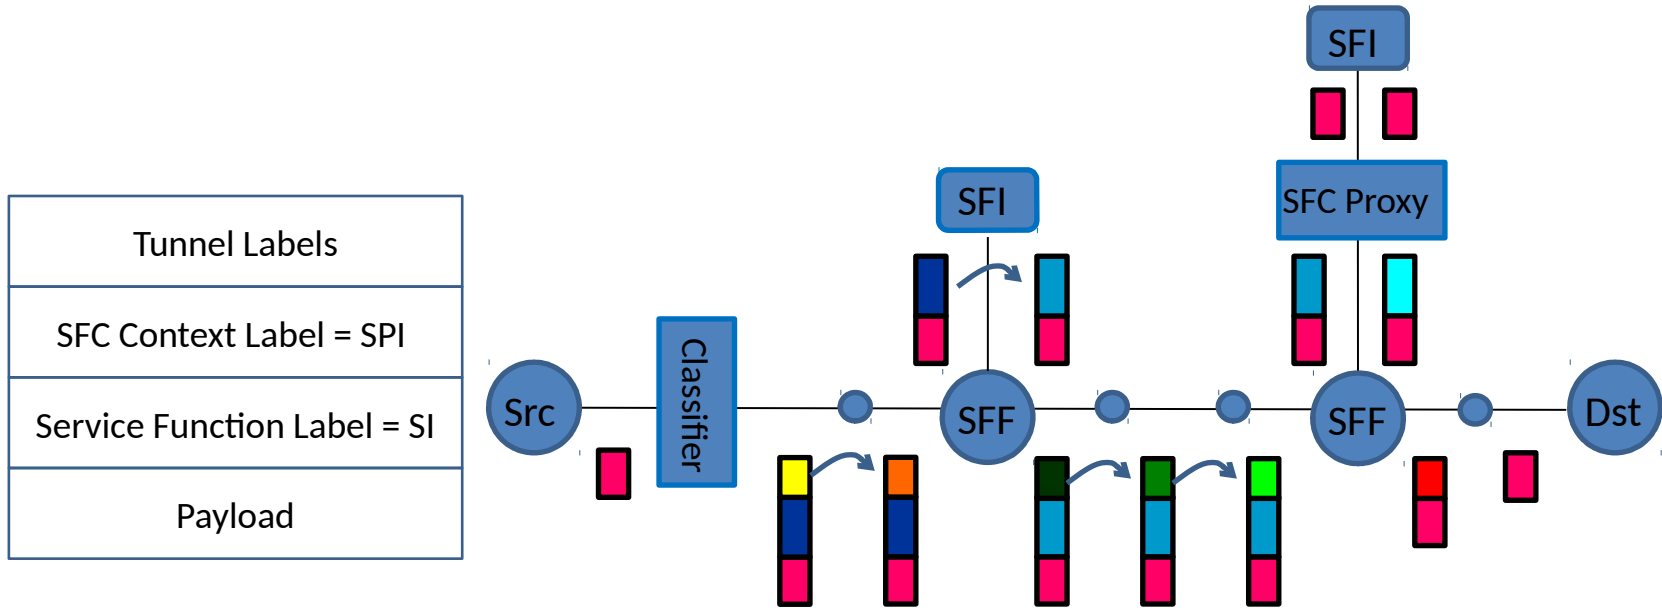 Tunnel Labels
SFC Context Label = SPI
Service Function Label = SI
Payload
Src
Classifier
SFI
SFF
SFI
SFC Proxy
SFF
Dst